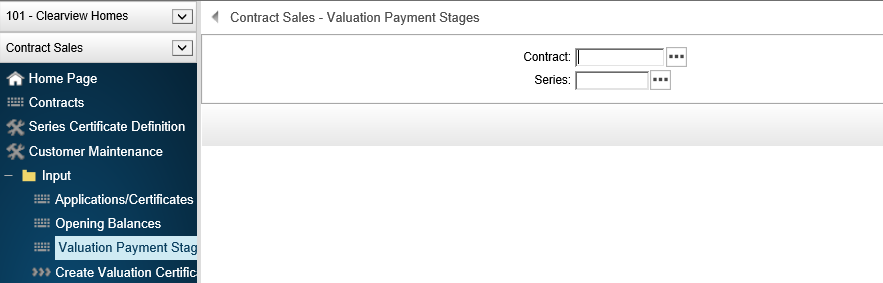 101 - Clearview Homes
Contract Sales
Home Page
Contracts
Series Certificate Definition
Customer Maintenance
Input
Applications/Certificates
Opening Balances
Valuation Payment Stag
Create Valuation Certific
Contract Sales - Valuation Payment Stages
Contract:
Series: